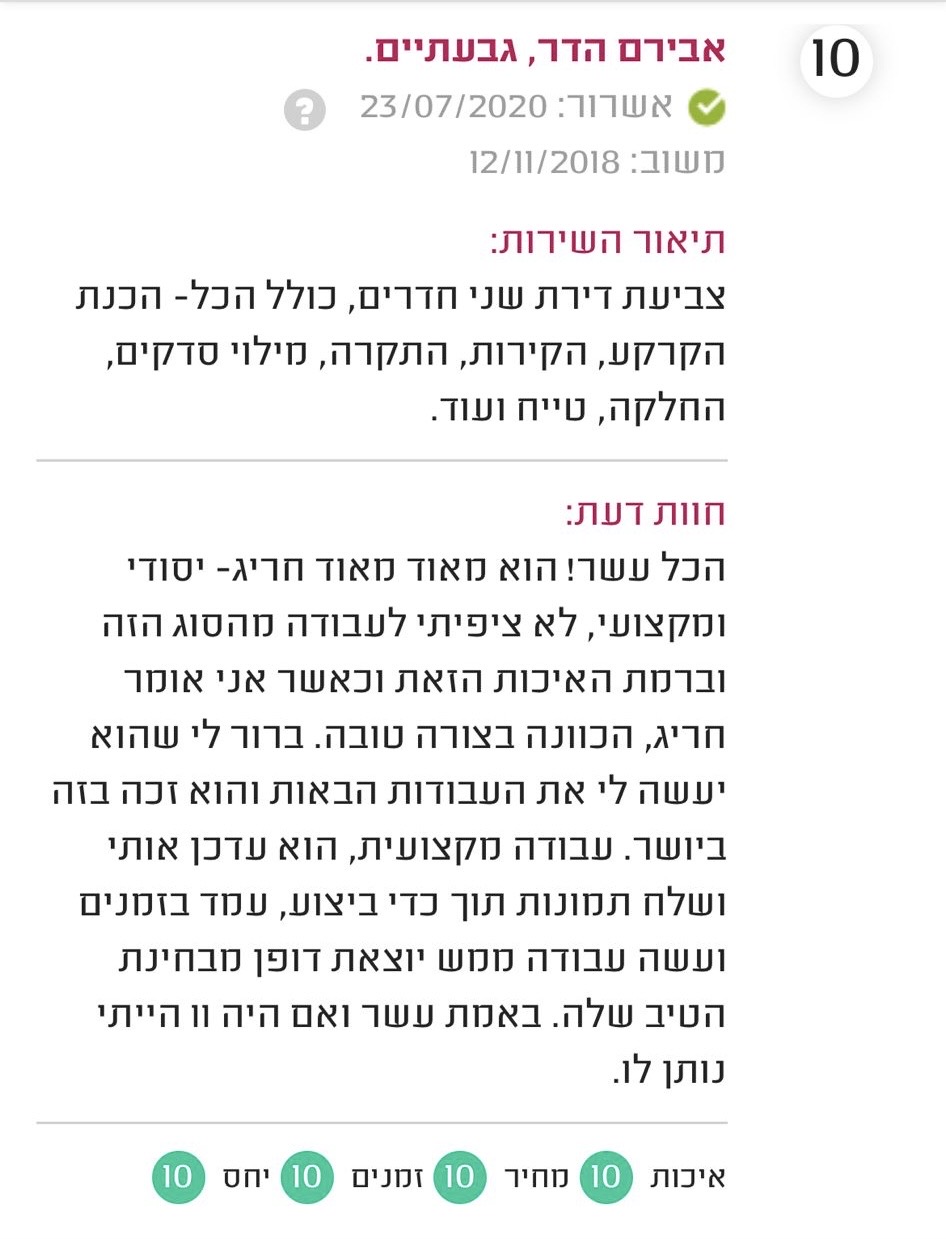 10
אבירם הדר, גבעתיים.
אשרור: 23/07/2020 ?
משוב: 12/11/2018
תיאור השירות:
צביעת דירת שני חדרים, כולל הכל- הכנת
הקרקע, הקירות, התקרה, מילוי סדקים,
החלקה, טייח ועוד.
חוות דעת:
הכל עשר! הוא מאוד מאוד חריג- יסודי
ומקצועי, לא ציפיתי לעבודה מהסוג הזה
וברמת האיכות הזאת וכאשר אני אומר
חריג, הכוונה בצורה טובה. ברור לי שהוא
יעשה לי את העבודות הבאות והוא זכה בזה
ביושר. עבודה מקצועית, הוא עדכן אותי
ושלח תמונות תוך כדי ביצוע, עמד בזמנים
ועשה עבודה ממש יוצאת דופן מבחינת
הטיב שלה. באמת עשר ואם היה 11 הייתי
נותן לו.
איכות 10 מחיר 10 זמנים 10 יחס 10